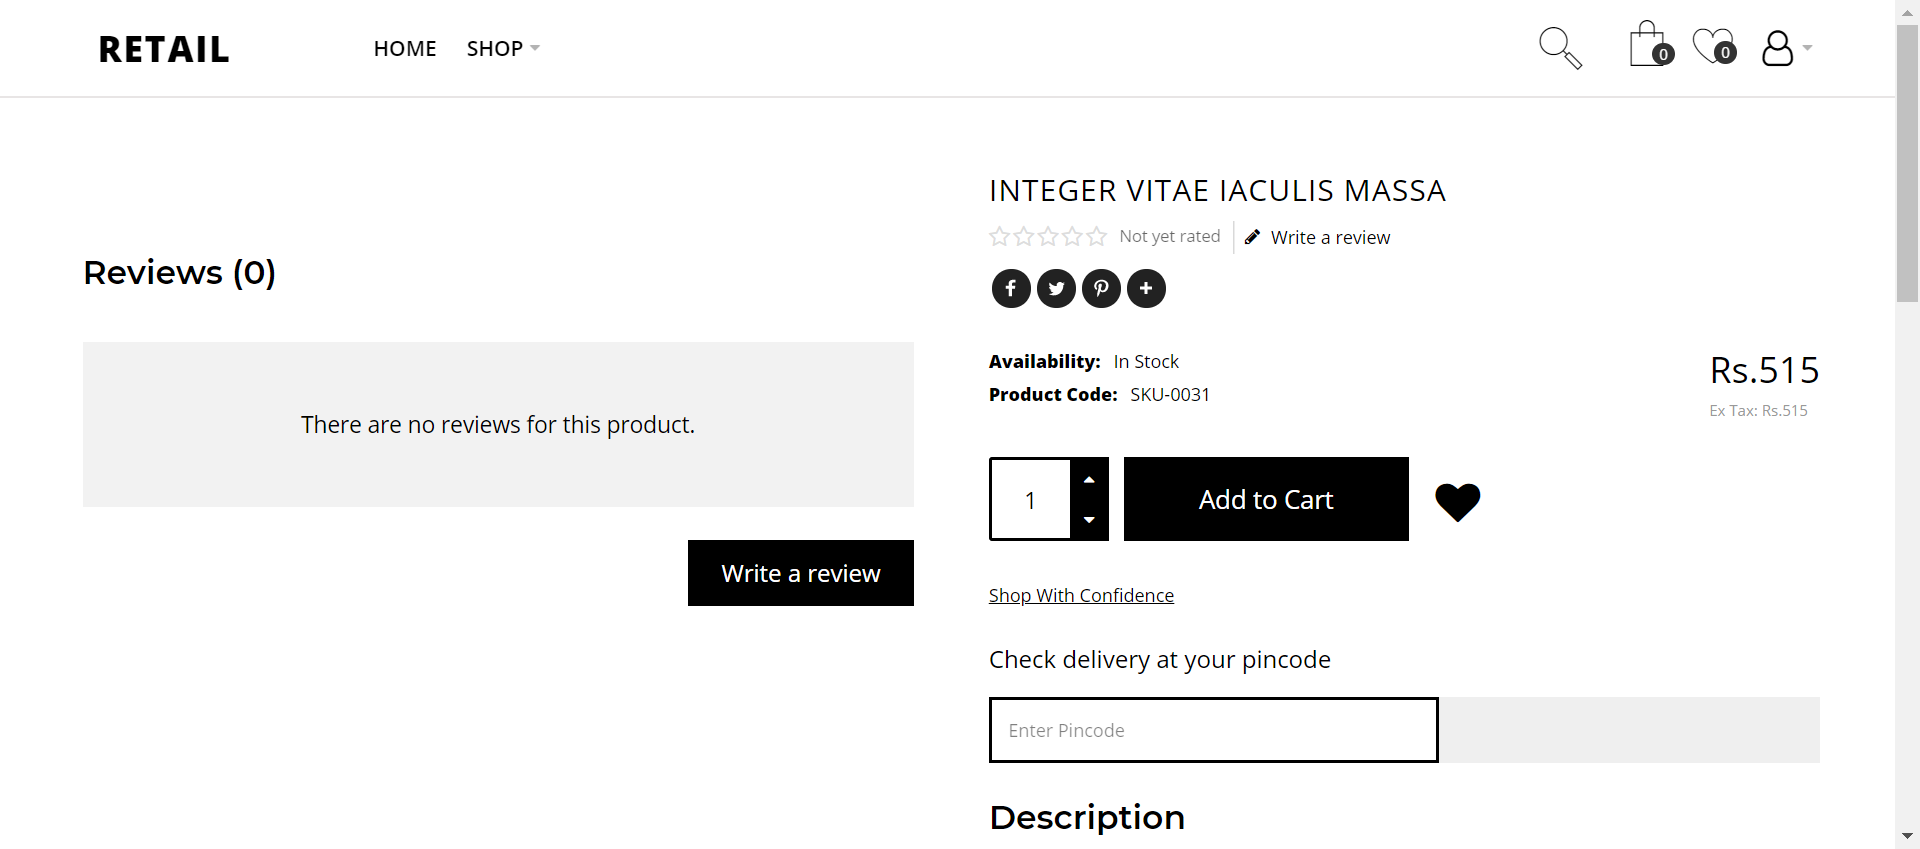 RETAIL
HOME
SHOP
0
0
Reviews (0)
There are no reviews for this product.
Write a review
INTEGER VITAE IACULIS MASSA
Not yet rated
Write a review
Availability: In Stock
Product Code: SKU-0031
Rs.515
Ex Tax: Rs.515
1
Add to Cart
Shop With Confidence
Check delivery at your pincode
Enter Pincode
Description